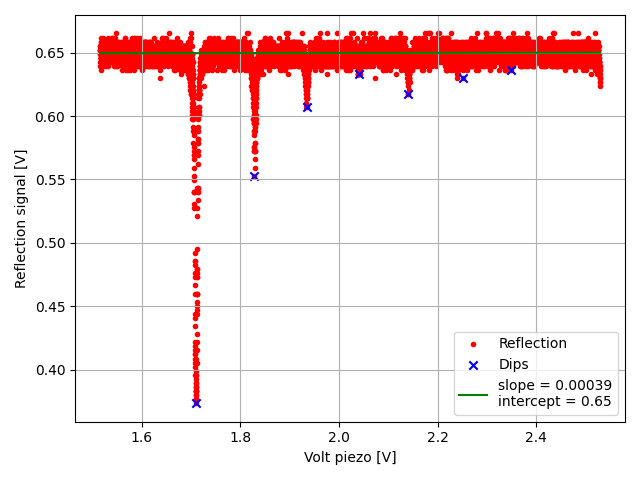 0.65
0.60
0.55
0.50
0.45
0.40
Reflection signal [V]
Reflection
Dips
slope = 0.00039
intercept = 0.65
1.6 1.8 2.0 2.2 2.4
Volt piezo [V]